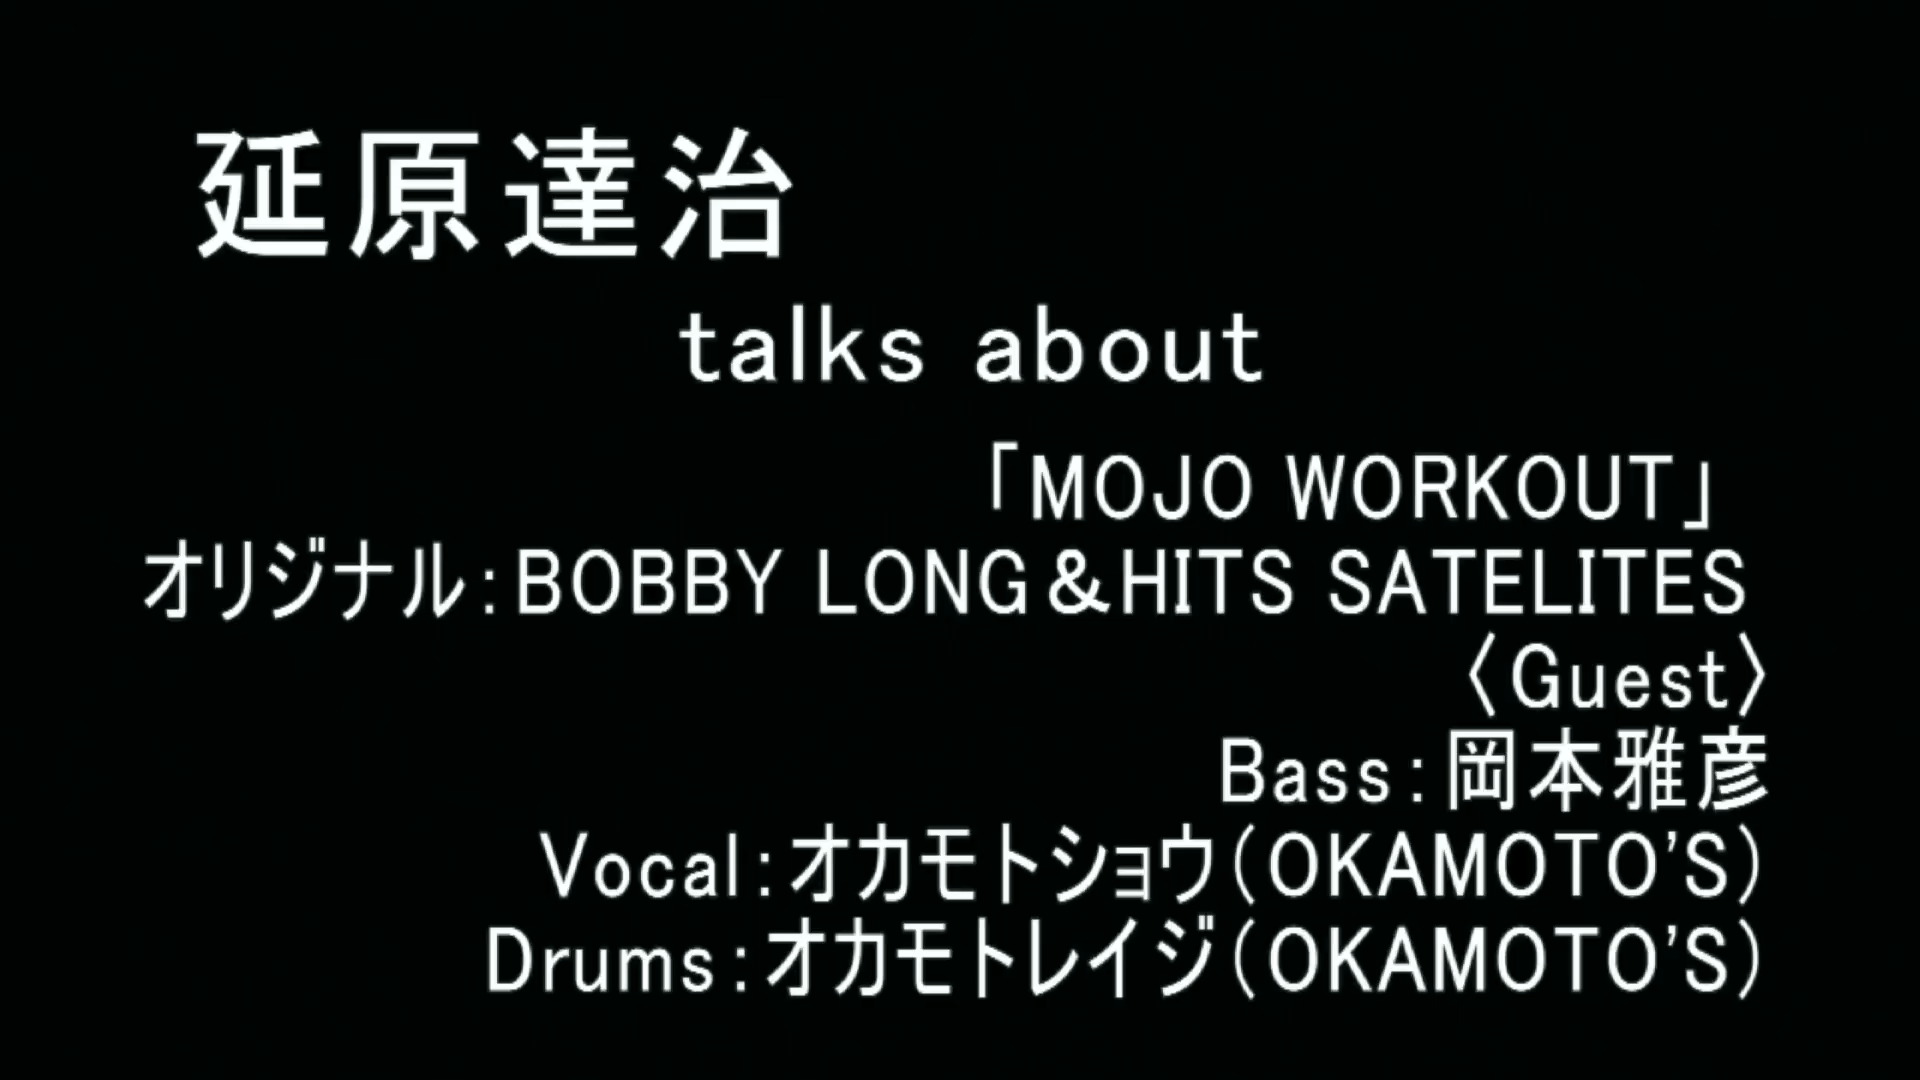 延原達治
talks about
「MOJO WORKOUT」
オリジナル:BOBBY LONG&HITS SATELITES
〈Guest〉
Bass:岡本雅彦
Vocal:オカモトショウ(OKAMOTO'S)
Drums:オカモトレイジ(OKAMOTO'S)